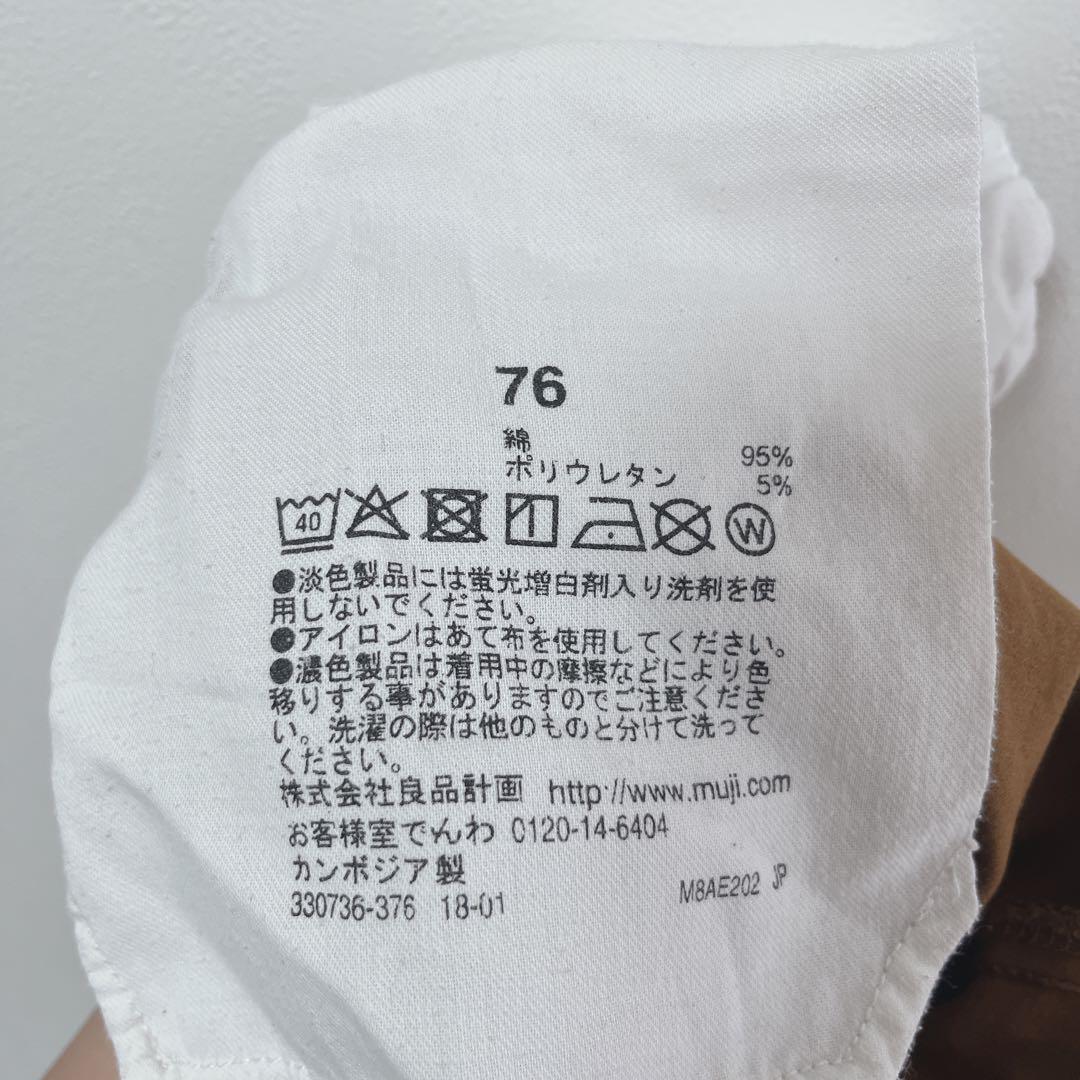 76
綿 95%
ポリウレタン 5%
40
W
●淡色製品には蛍光増白剤入り洗剤を使
用しないでください。
●アイロンはあて布を使用してください。
●濃色製品は着用中の摩擦などにより色
移りする事がありますのでご注意くださ
い。洗濯の際は他のものと分けて洗って
ください。
株式会社良品計画 http://www.muji.com
お客様室でんわ 0120-14-6404
カンボジア製
330736-376 18-01 M8AE202 JP